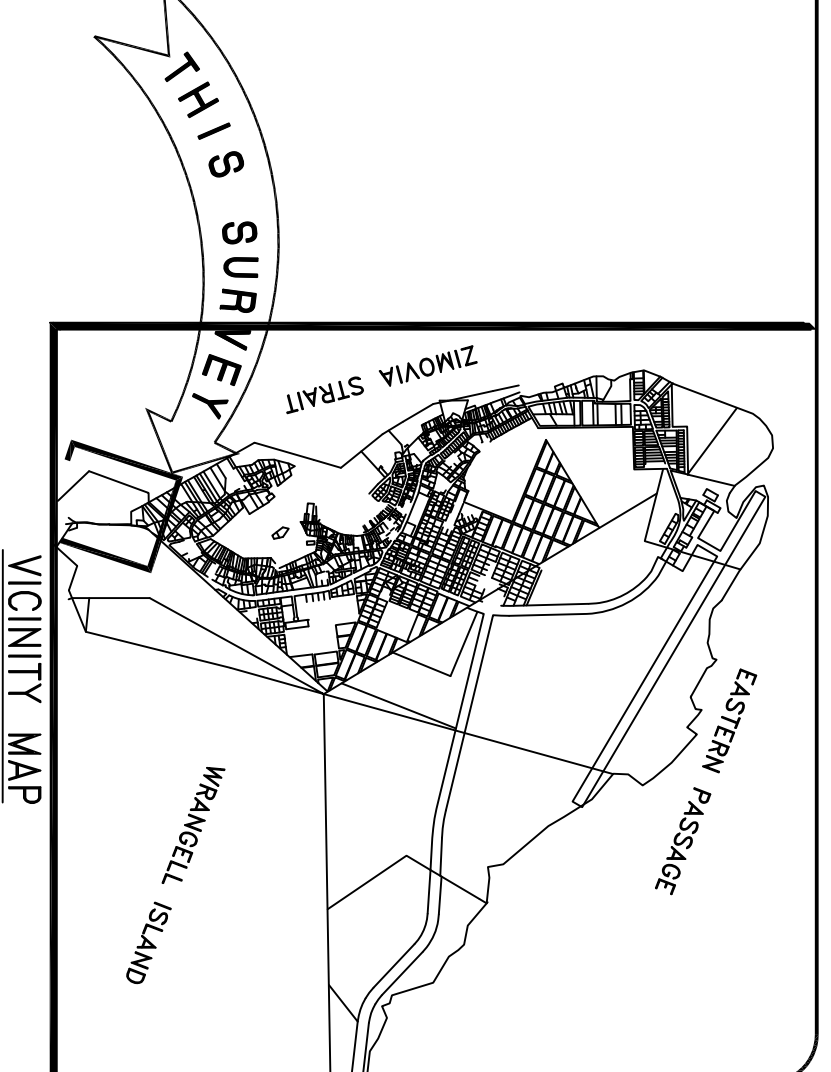 THIS SURVEY
ZIMOVIA STRAIT
EASTERN PASSAGE
WRANGELL ISLAND
VICINITY MAP